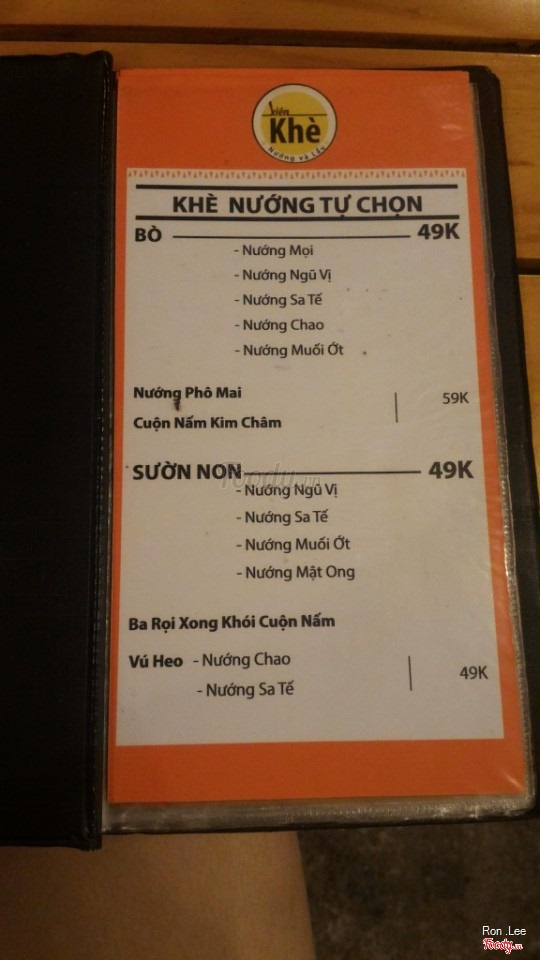 xiên
Khè
Nướng và Lẩu
KHÈ NƯỚNG TỰ CHỌN
BÒ 49K
- Nướng Mọi
- Nướng Ngũ Vị
- Nướng Sa Tế
- Nướng Chao
- Nướng Muối Ớt
Nướng Phô Mai
59K
Cuộn Nấm Kim Châm
SƯỜN NON 49K
Foody.vn
- Nướng Ngũ Vị
- Nướng Sa Tế
- Nướng Muối Ớt
- Nướng Mật Ong
Ba Rọi Xong Khói Cuộn Nấm
Vú Heo - Nướng Chao
49K
- Nướng Sa Tế
Ron .Lee
Foody.vn